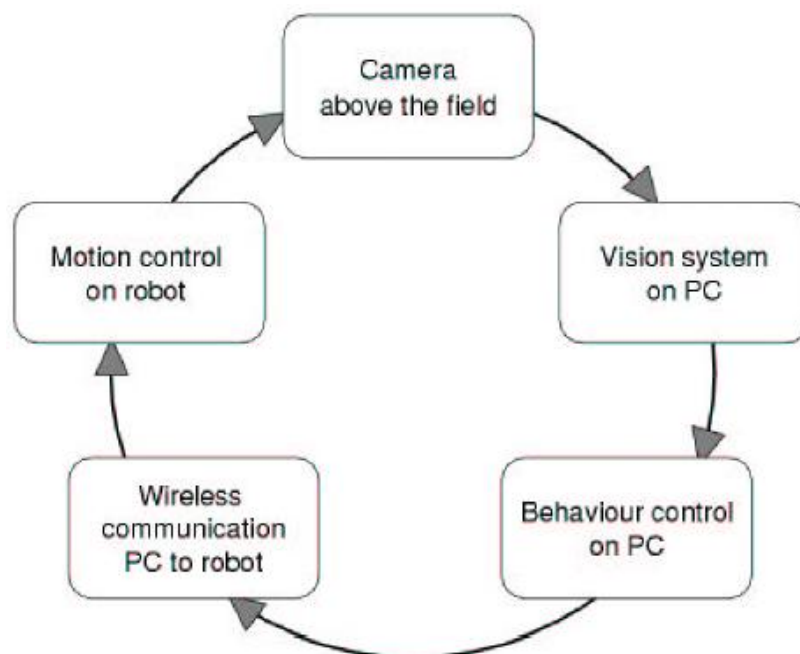 Camera
above the field
Vision system
on PC
Behaviour control
on PC
Wireless
communication
PC to robot
Motion control
on robot